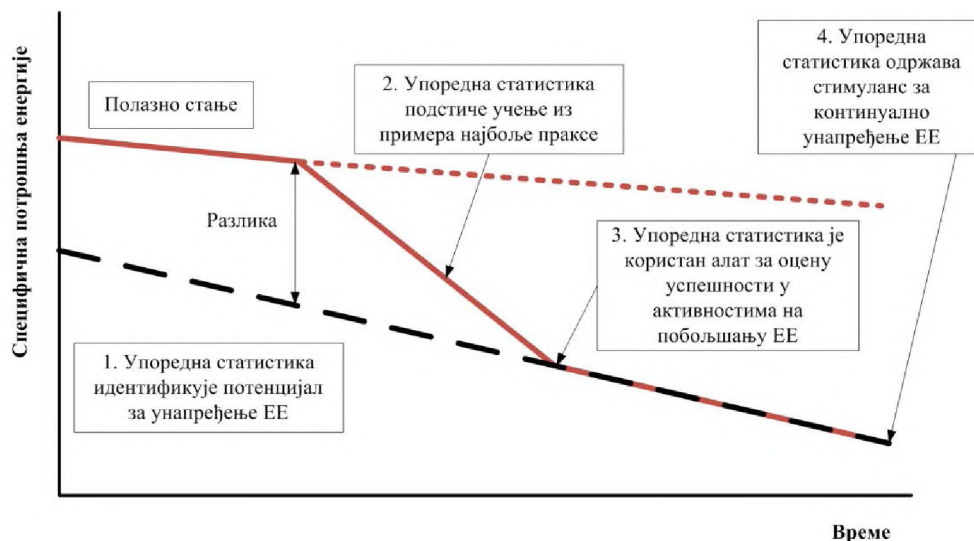 Специфична потрошња енергије
Полазно стање
2. Упоредна статистика
подстиче учење из
примера најбоље праксе
4. Упоредна
статистика одржава
стимуланс за
континуално
унапређење ЕЕ
Разлика
3. Упоредна статистика је
користан алат за оцену
успешности у
активностима на
побољшању ЕЕ
1. Упоредна статистика
идентификује потенцијал
за унапређење ЕЕ
Време